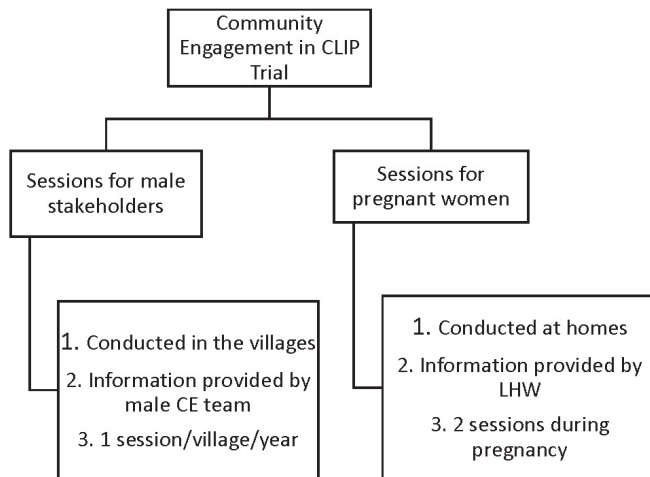 Community
Engagement in CLIP
Trial
Sessions for male
stakeholders
Sessions for
pregnant women
1. Conducted in the villages
2. Information provided by
male CE team
3. 1 session/village/year
1. Conducted at homes
2. Information provided by
LHW
3. 2 sessions during
pregnancy